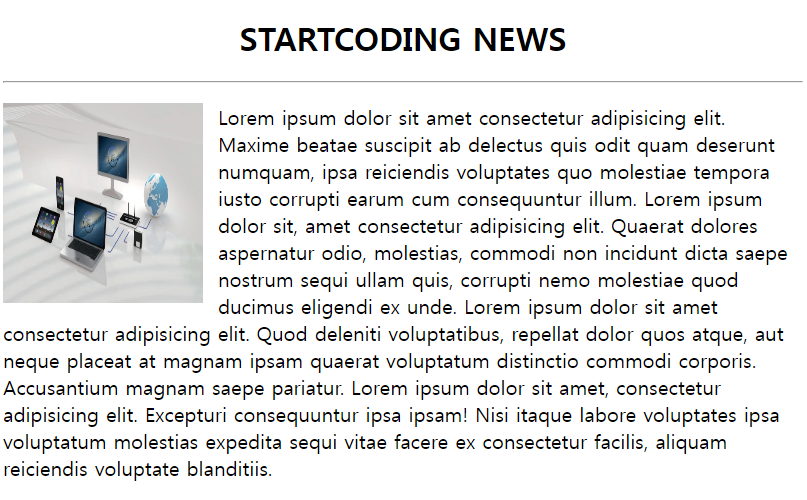 STARTCODING NEWS
Lorem ipsum dolor sit amet consectetur adipisicing elit.
Maxime beatae suscipit ab delectus quis odit quam deserunt
numquam, ipsa reiciendis voluptates quo molestiae tempora
iusto corrupti earum cum consequuntur illum. Lorem ipsum
dolor sit, amet consectetur adipisicing elit. Quaerat dolores
aspernatur odio, molestias, commodi non incidunt dicta saepe
nostrum sequi ullam quis, corrupti nemo molestiae quod
ducimus eligendi ex unde. Lorem ipsum dolor sit amet
consectetur adipisicing elit. Quod deleniti voluptatibus, repellat dolor quos atque, aut
neque placeat at magnam ipsam quaerat voluptatum distinctio commodi corporis.
Accusantium magnam saepe pariatur. Lorem ipsum dolor sit amet, consectetur
adipisicing elit. Excepturi consequuntur ipsa ipsam! Nisi itaque labore voluptates ipsa
voluptatum molestias expedita sequi vitae facere ex consectetur facilis, aliquam
reiciendis voluptate blanditiis.